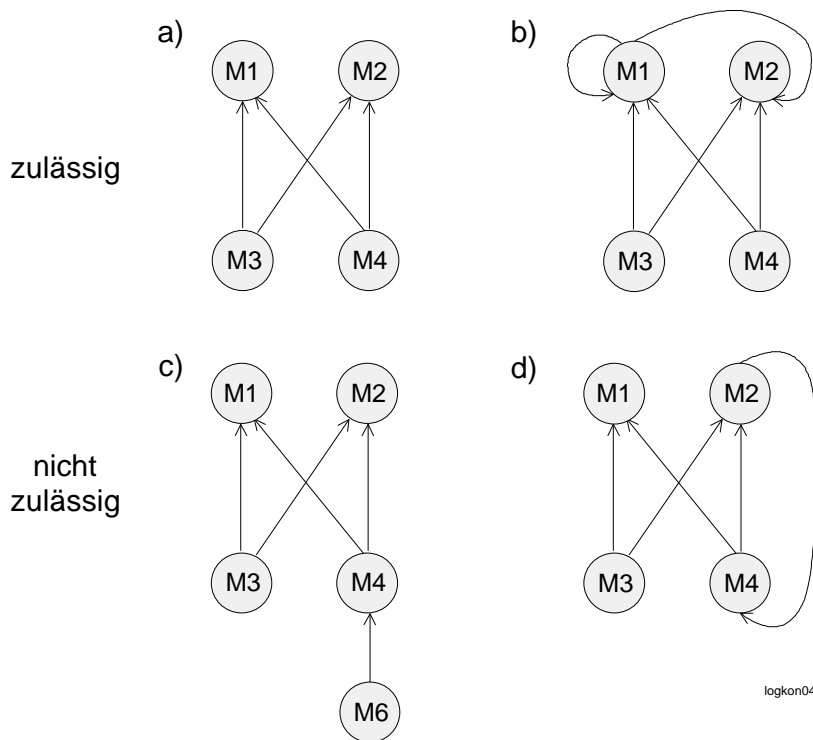 a)
b)
M1
M2
M1
M2
zulässig
M3
M4
M3
M4
c)
d)
M1
M2
M1
M2
nicht
zulässig
M3
M4
M3
M4
M6
logkon04